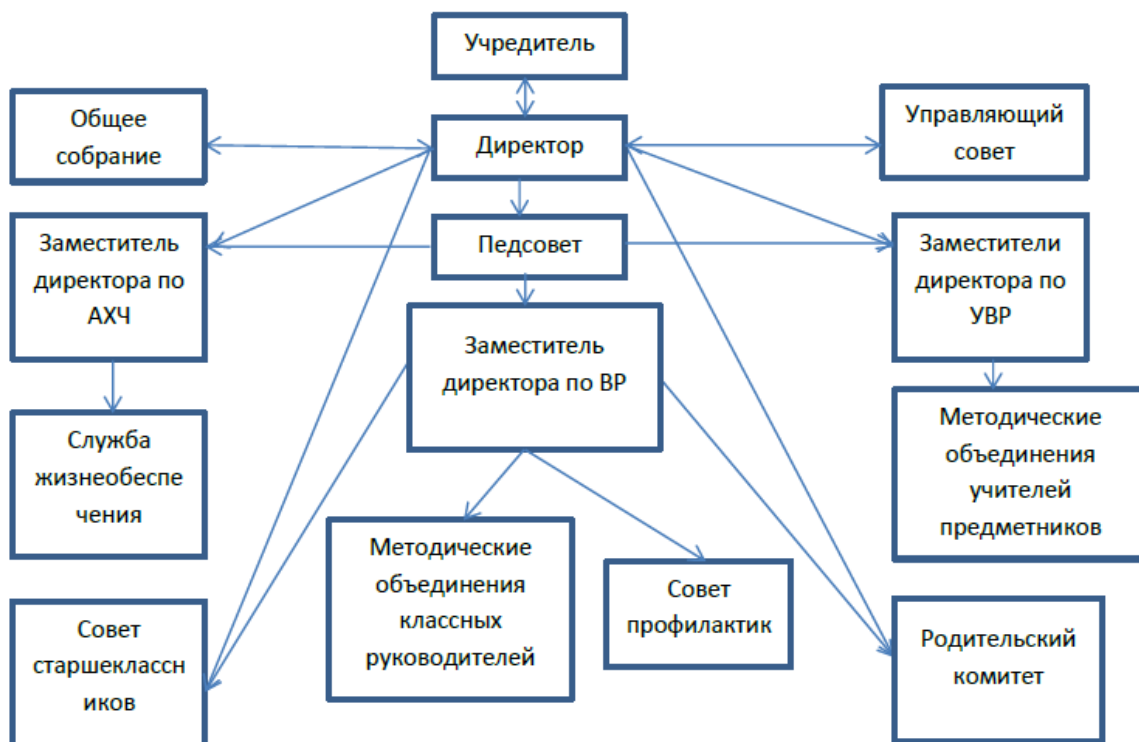 Учредитель
Общее
собрание
Директор
Управляющий
совет
Заместитель
директора по
АХЧ
Педсовет
Заместители
директора по
УВР
Заместитель
директора по ВР
Служба
жизнеобеспе
чения
Методические
объединения
учителей
предметников
Методические
объединения
классных
руководителей
Совет
профилактик
Совет
старшеклассн
иков
Родительский
комитет